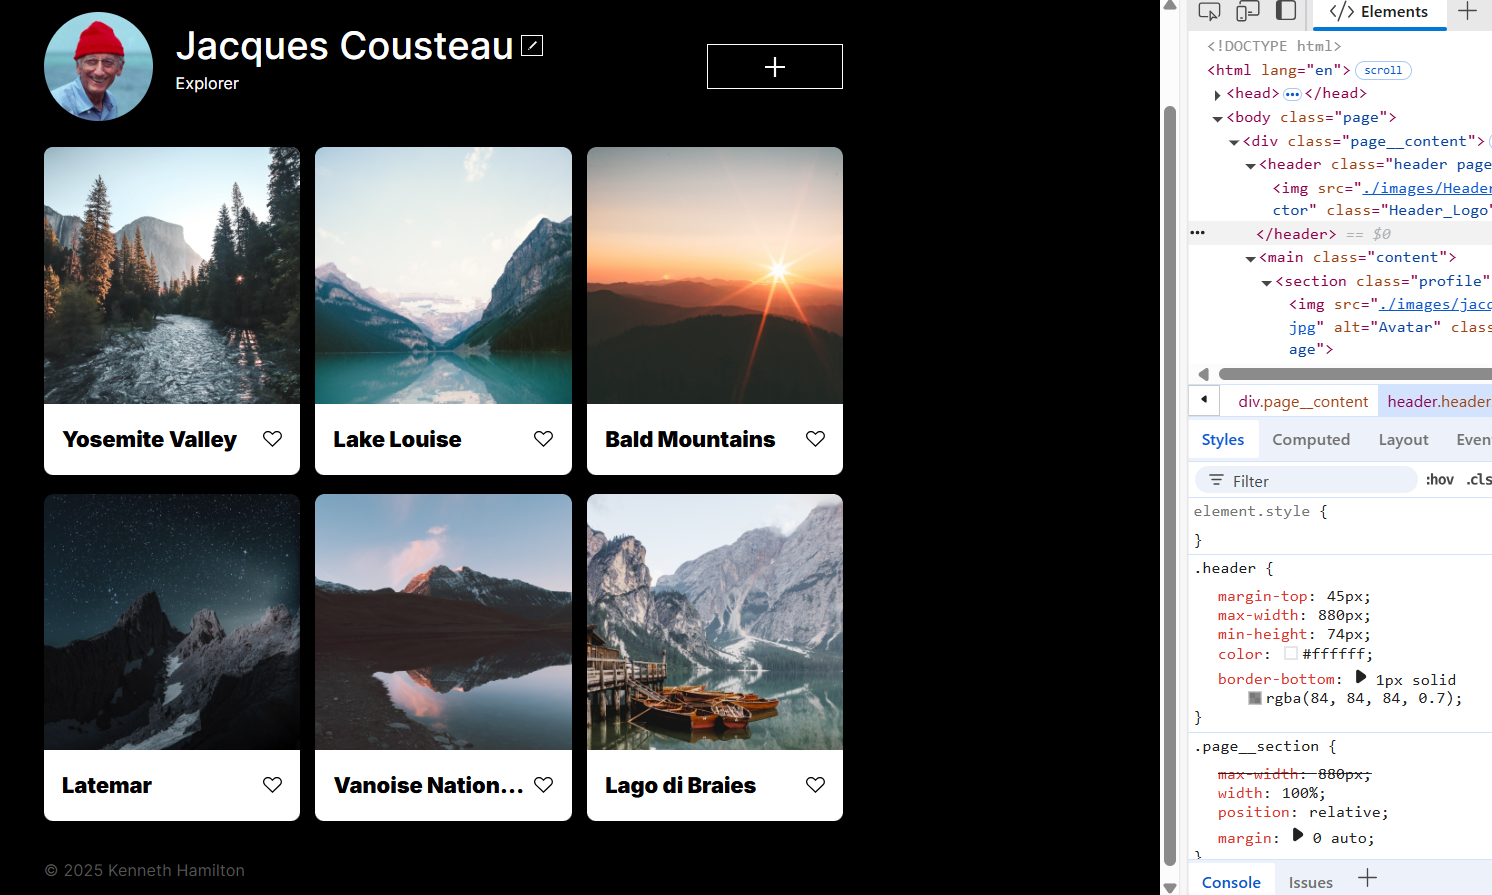 Jacques Cousteau
Explorer
Yosemite Valley
Lake Louise
Bald Mountains
Latemar
Vanoise Nation...
Lago di Braies
© 2025 Kenneth Hamilton
</> Elements
<!DOCTYPE html>
<html lang="en"> scroll
<head> ••• </head>
<body class="page">
<div class="page__content">
<header class="header page
<img src="./images/Header
ctor" class="Header_Logo"
••• </header> == $0
<main class="content">
<section class="profile"
<img src="./images/jacq
jpg" alt="Avatar" class
age">
div.page__content header.header.
Styles Computed Layout Even
Filter :hov .cls
element.style {
}
.header {
margin-top: 45px;
max-width: 880px;
min-height: 74px;
color: #ffffff;
border-bottom: 1px solid
rgba(84, 84, 84, 0.7);
}
.page__section {
max-width: 880px;
width: 100%;
position: relative;
margin: 0 auto;
}
Console Issues